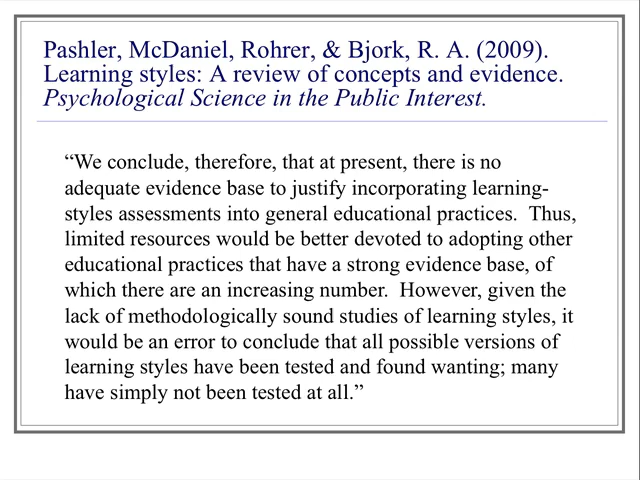 Pashler, McDaniel, Rohrer, & Bjork, R. A. (2009).
Learning styles: A review of concepts and evidence.
Psychological Science in the Public Interest.
“We conclude, therefore, that at present, there is no
adequate evidence base to justify incorporating learning-
styles assessments into general educational practices.  Thus,
limited resources would be better devoted to adopting other
educational practices that have a strong evidence base, of
which there are an increasing number.  However, given the
lack of methodologically sound studies of learning styles, it
would be an error to conclude that all possible versions of
learning styles have been tested and found wanting; many
have simply not been tested at all.”